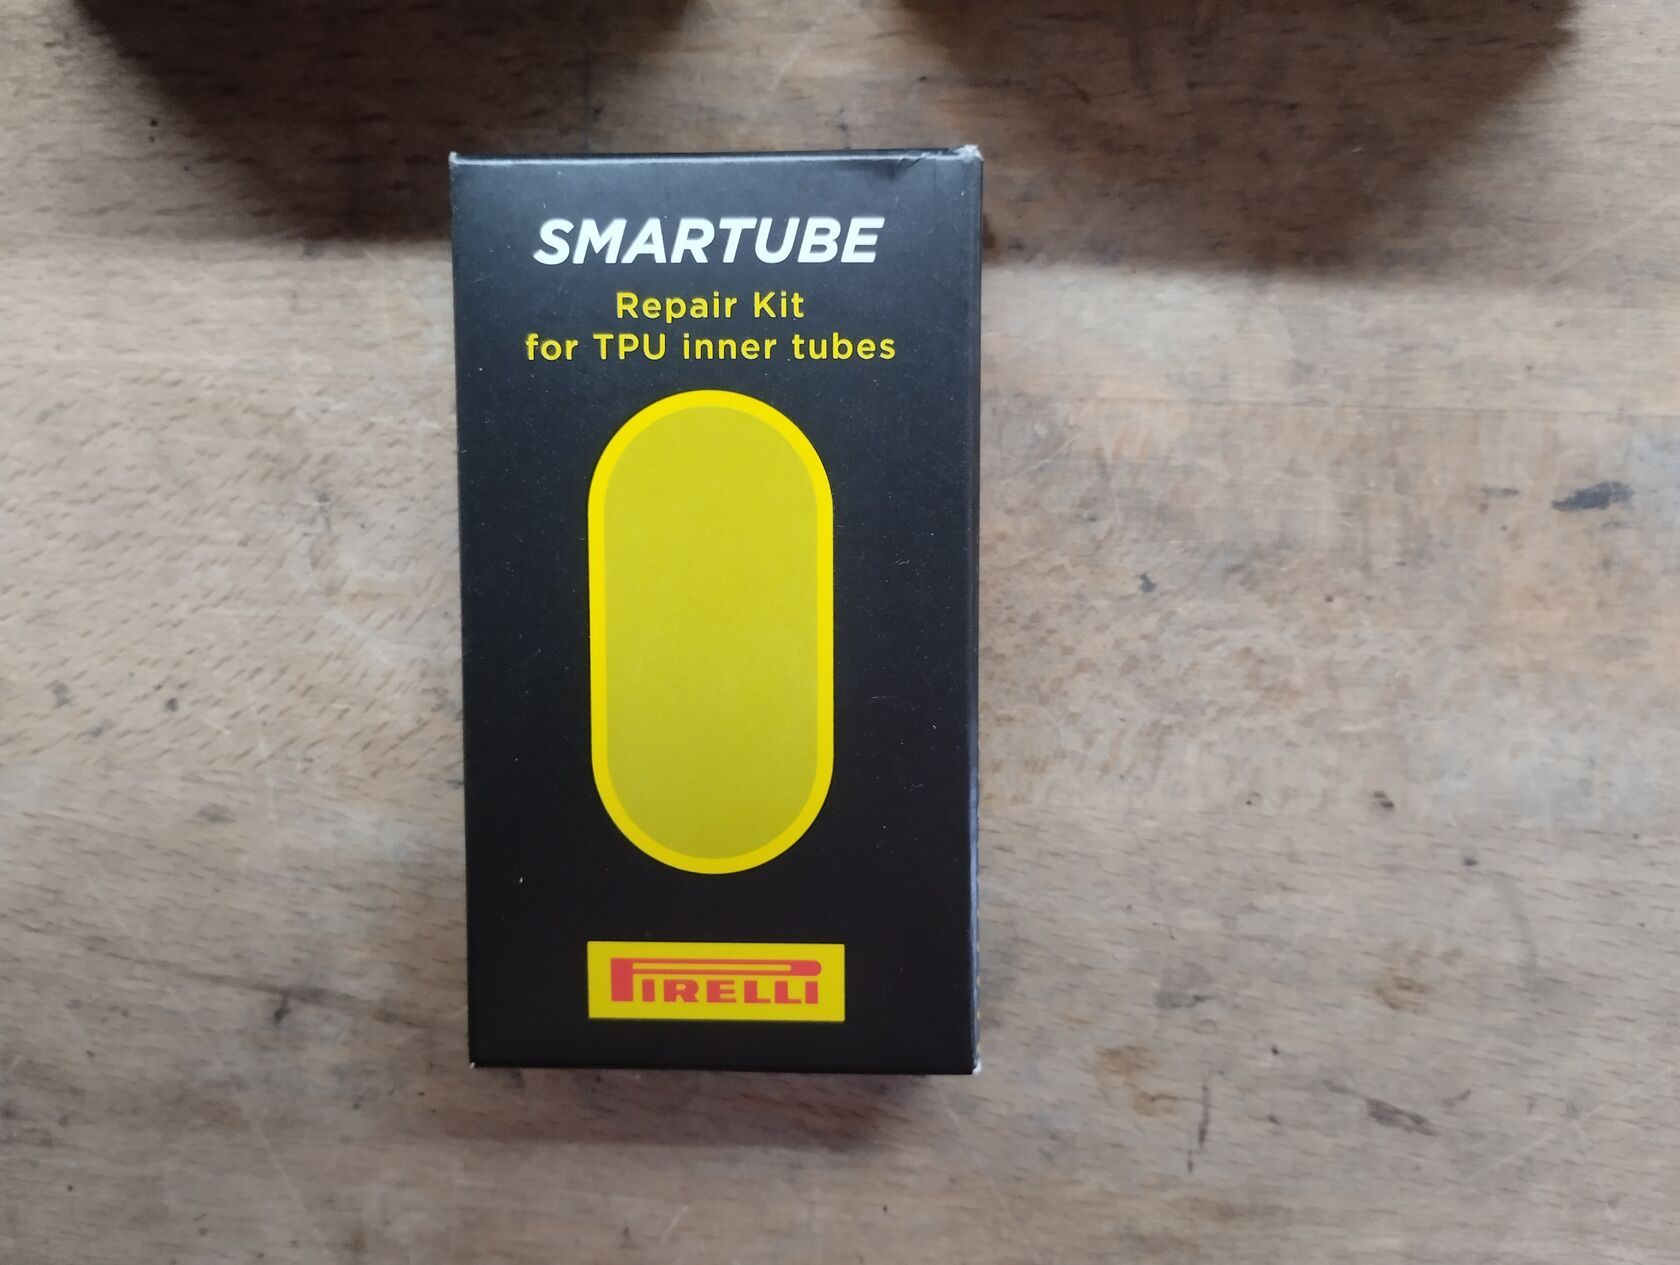 SMARTUBE
Repair Kit
for TPU inner tubes
PIRELLI